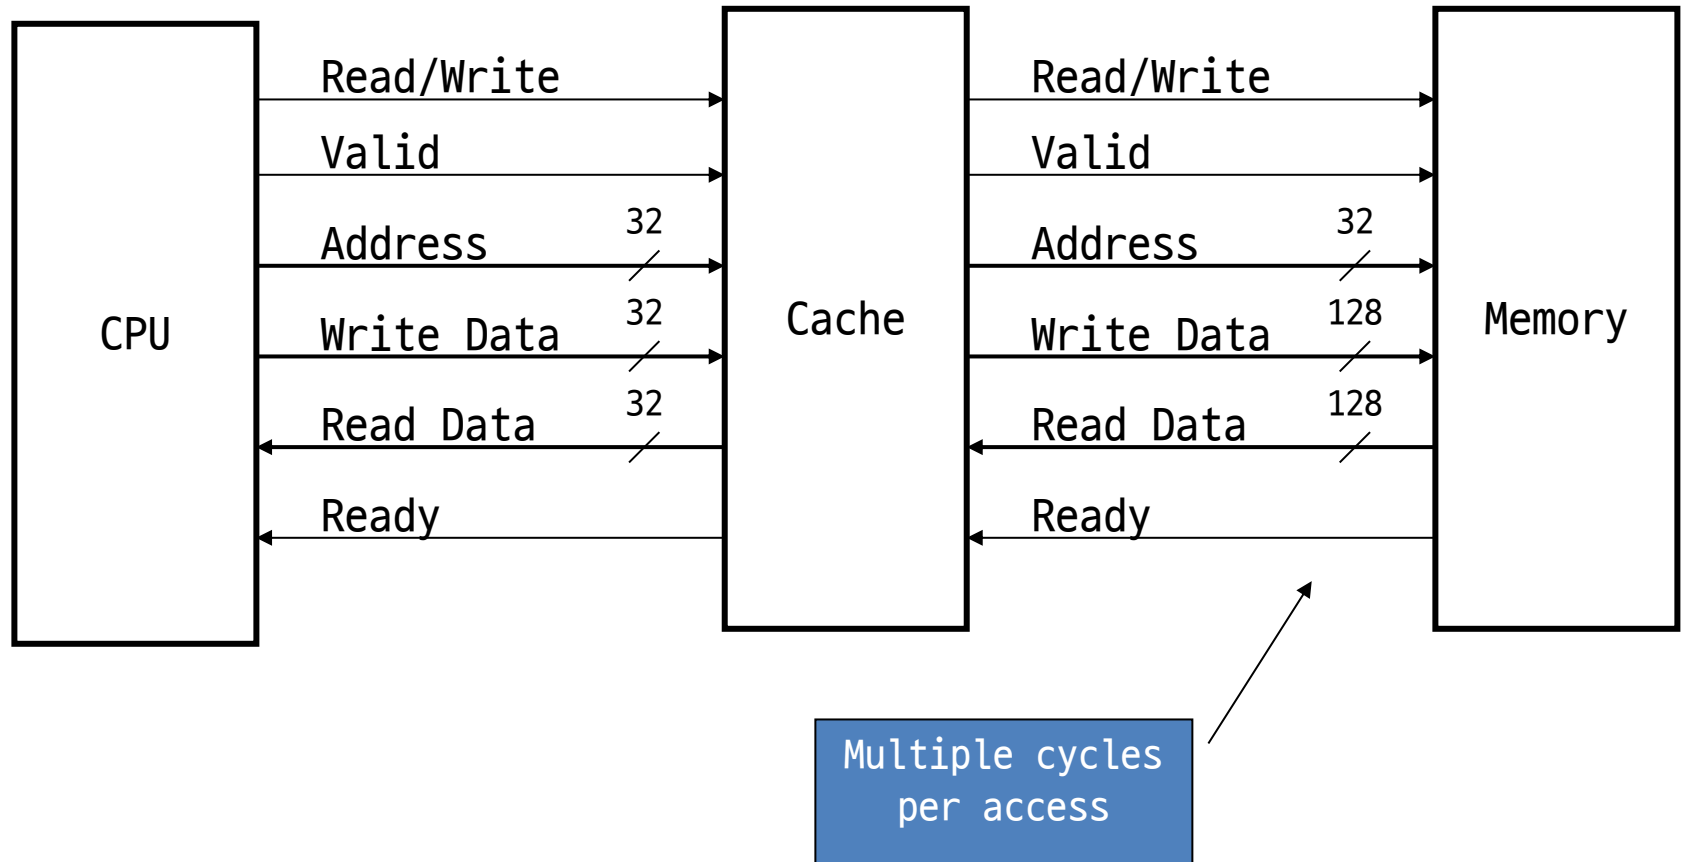 Read/Write
Read/Write
Valid
Valid
32
32
Address
Address
32
128
CPU
Write Data
Cache
Write Data
Memory
32
128
Read Data
Read Data
Ready
Ready
Multiple cycles
per access